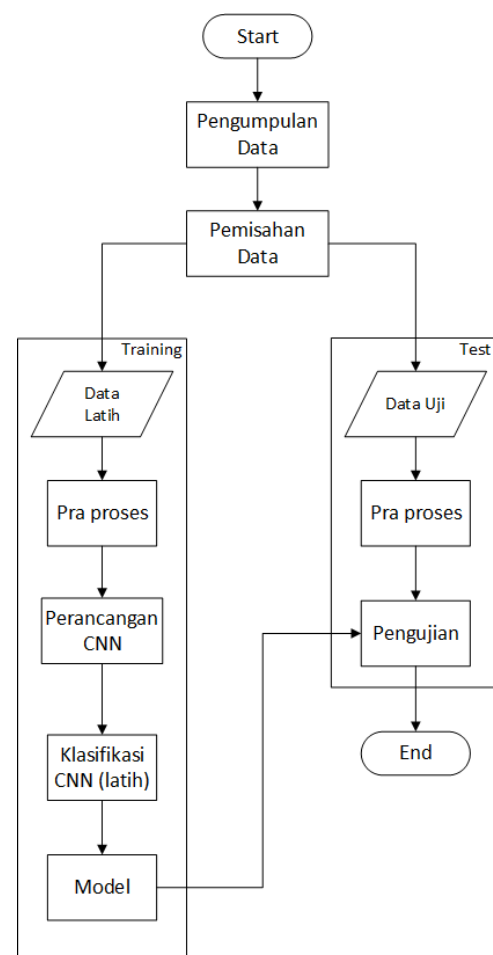 Start
Pengumpulan
Data
Pemisahan
Data
Training
Data
Latih
Pra proses
Perancangan
CNN
Klasifikasi
CNN (latih)
Model
Test
Data Uji
Pra proses
Pengujian
End